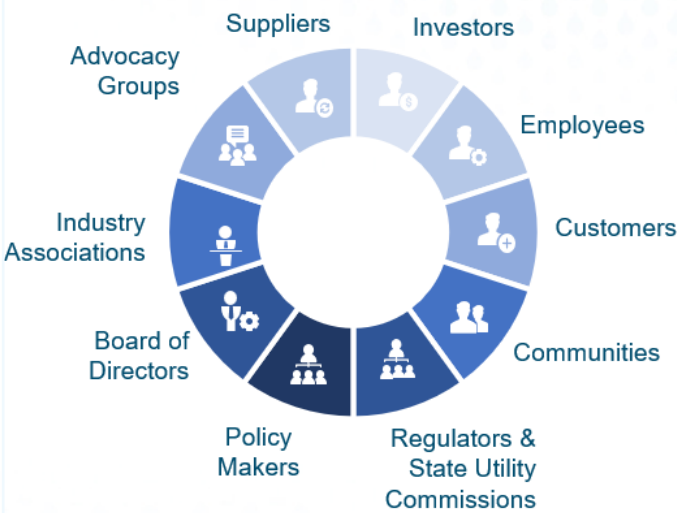 Suppliers
Investors
Advocacy
Groups
Employees
Industry
Associations
Customers
Board of
Directors
Communities
Policy
Makers
Regulators &
State Utility
Commissions
$